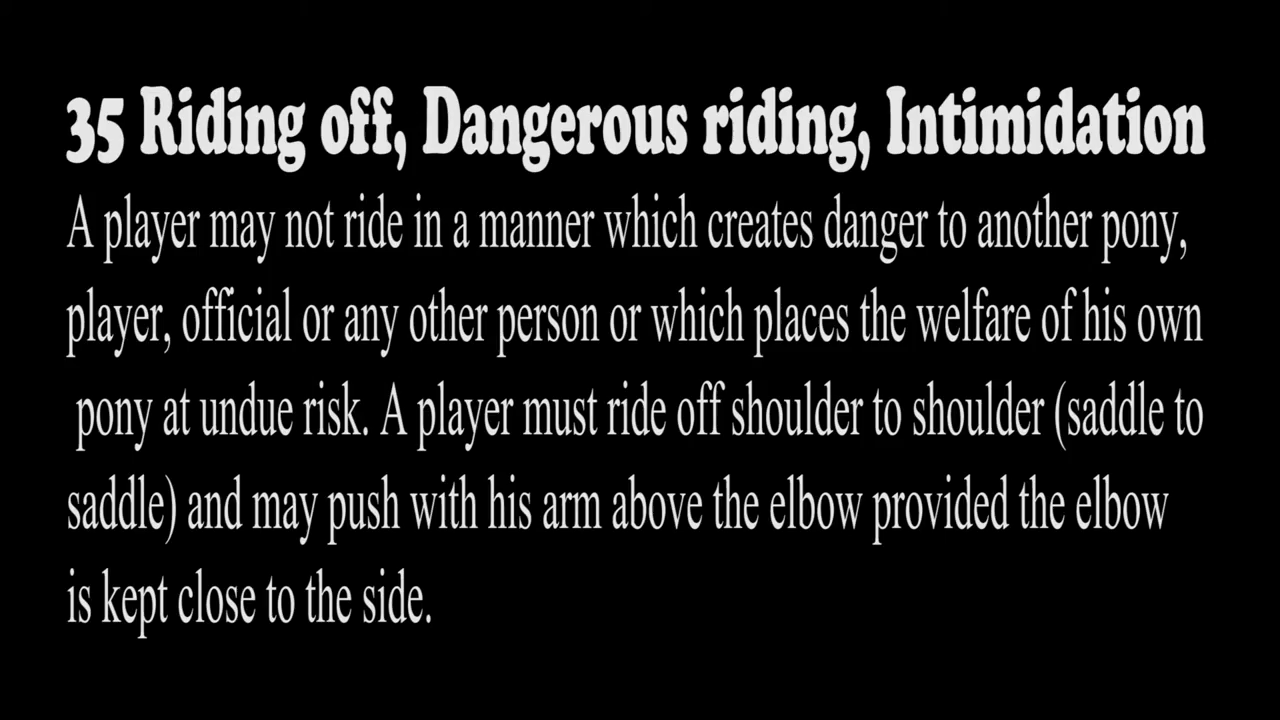 35 Riding off, Dangerous riding, Intimidation
A player may not ride in a manner which creates danger to another pony,
player, official or any other person or which places the welfare of his own
pony at undue risk. A player must ride off shoulder to shoulder (saddle to
saddle) and may push with his arm above the elbow provided the elbow
is kept close to the side.